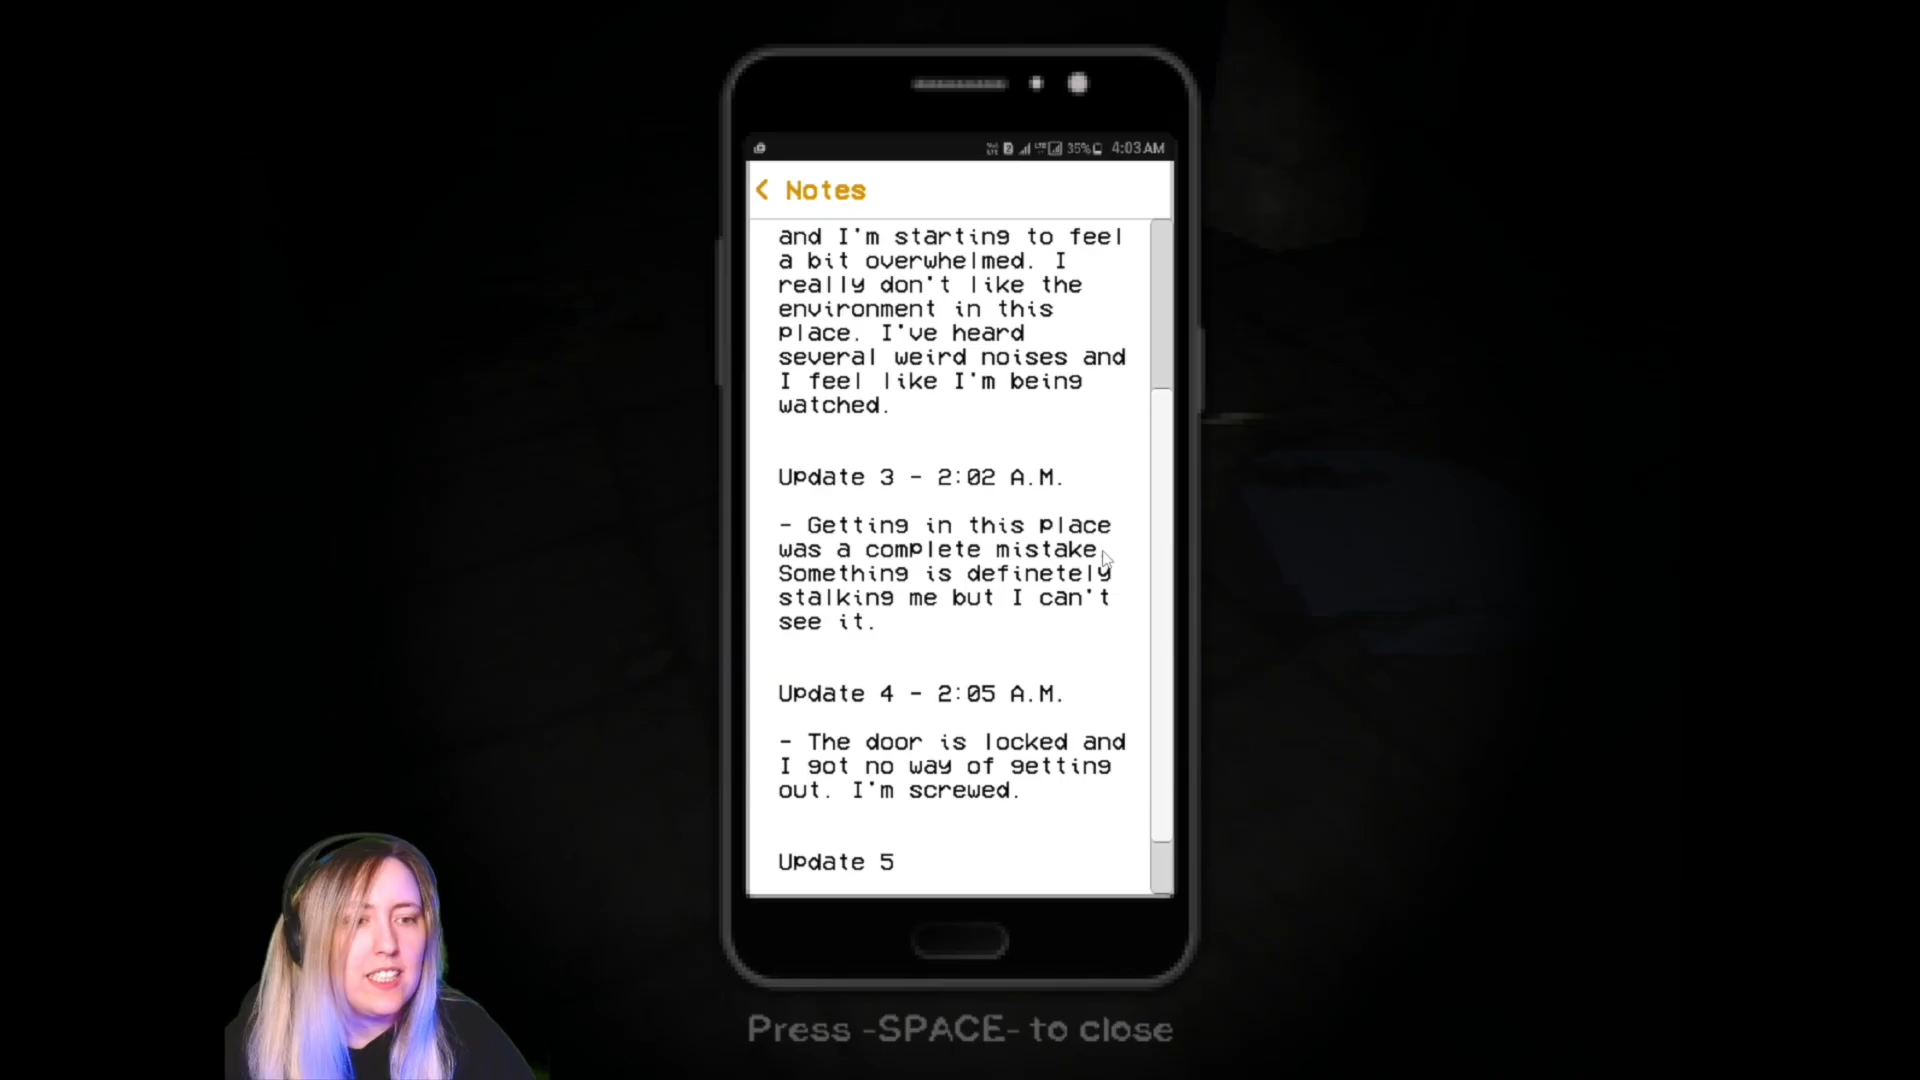 35% 4:03AM
< Notes
and I'm starting to feel
a bit overwhelmed. I
really don't like the
environment in this
place. I've heard
several weird noises and
I feel like I'm being
watched.
Update 3 - 2:02 A.M.
- Getting in this place
was a complete mistake.
Something is definetely
stalking me but I can't
see it.
Update 4 - 2:05 A.M.
- The door is locked and
I got no way of getting
out. I'm screwed.
Update 5
Press -SPACE- to close